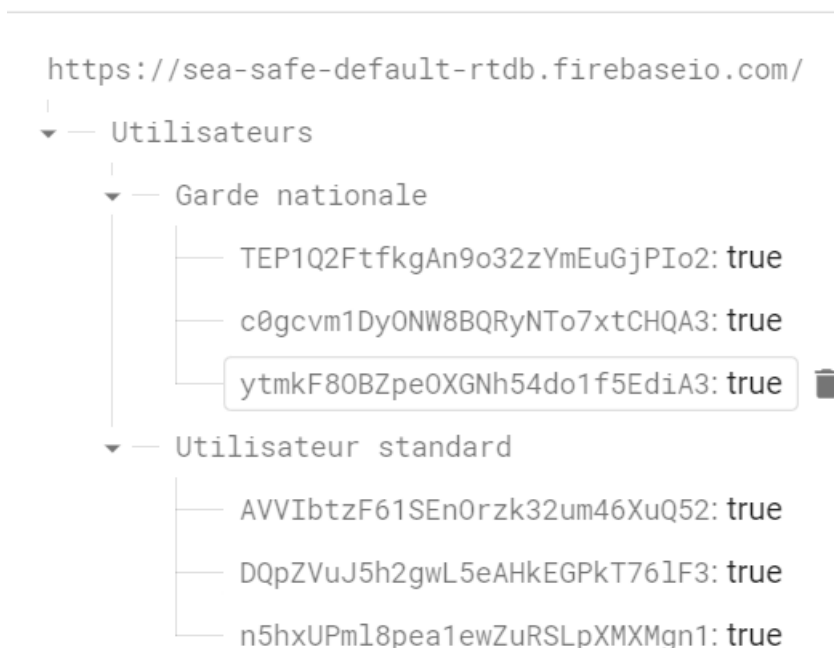 https://sea-safe-default-rtdb.firebaseio.com/
Utilisateurs
Garde nationale
TEP1Q2FtfkgAn9o32zYmEuGjPIo2: true
c0gcvm1DyONW8BQRyNTo7xtCHQA3: true
ytmkF8OBZpeOXGNh54do1f5EdiA3: true
Utilisateur standard
AVVIbtzF61SEnOrzk32um46XuQ52: true
DQpZVuJ5h2gwL5eAHkEGPkT76lF3: true
n5hxUPml8pea1ewZuRSLpXMXMqn1: true